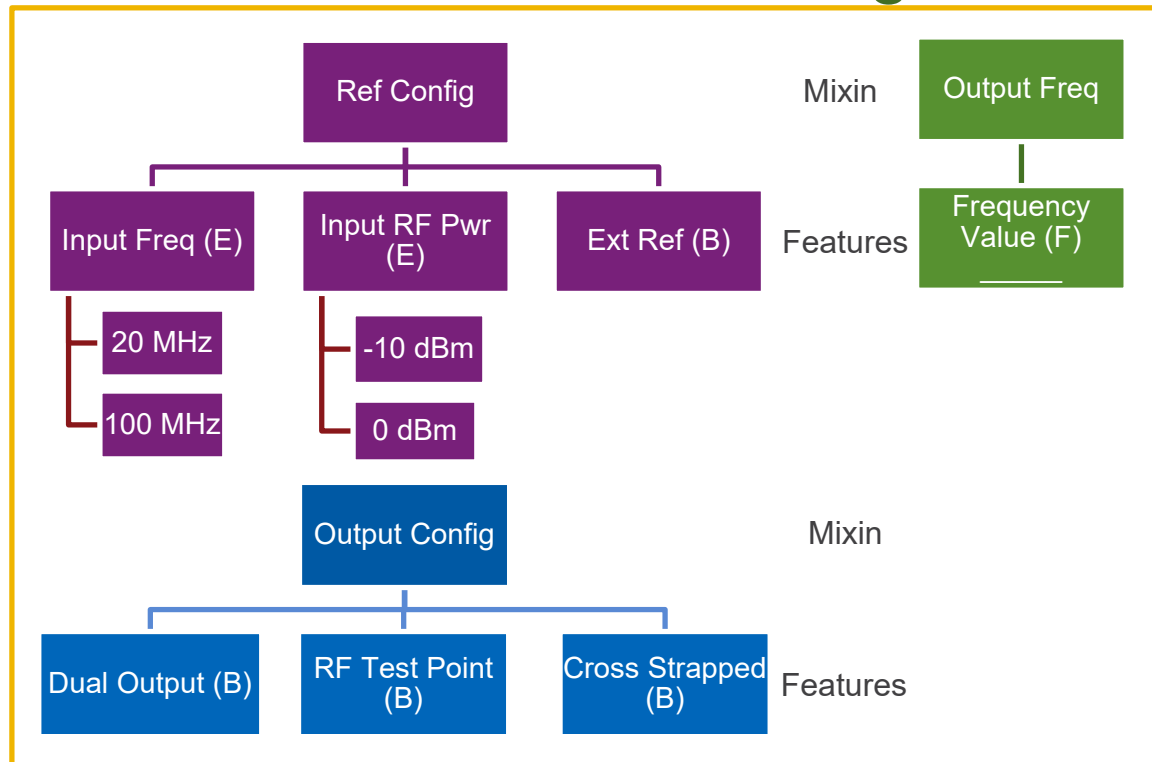 Ref Config
Mixin
Output Freq
Input Freq (E)
Input RF Pwr
(E)
Ext Ref (B)
Features
Frequency
Value (F)
20 MHz
-10 dBm
100 MHz
0 dBm
Output Config
Mixin
Dual Output (B)
RF Test Point
(B)
Cross Strapped
(B)
Features